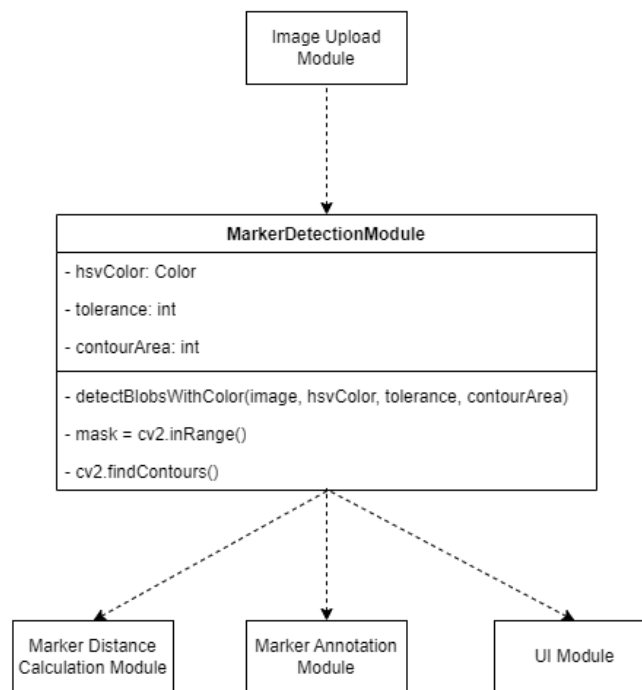 Image Upload
Module
MarkerDetectionModule
- hsvColor: Color
- tolerance: int
- contourArea: int
- detectBlobsWithColor(image, hsvColor, tolerance, contourArea)
- mask = cv2.inRange()
- cv2.findContours()
Marker Distance
Calculation Module
Marker Annotation
Module
UI Module